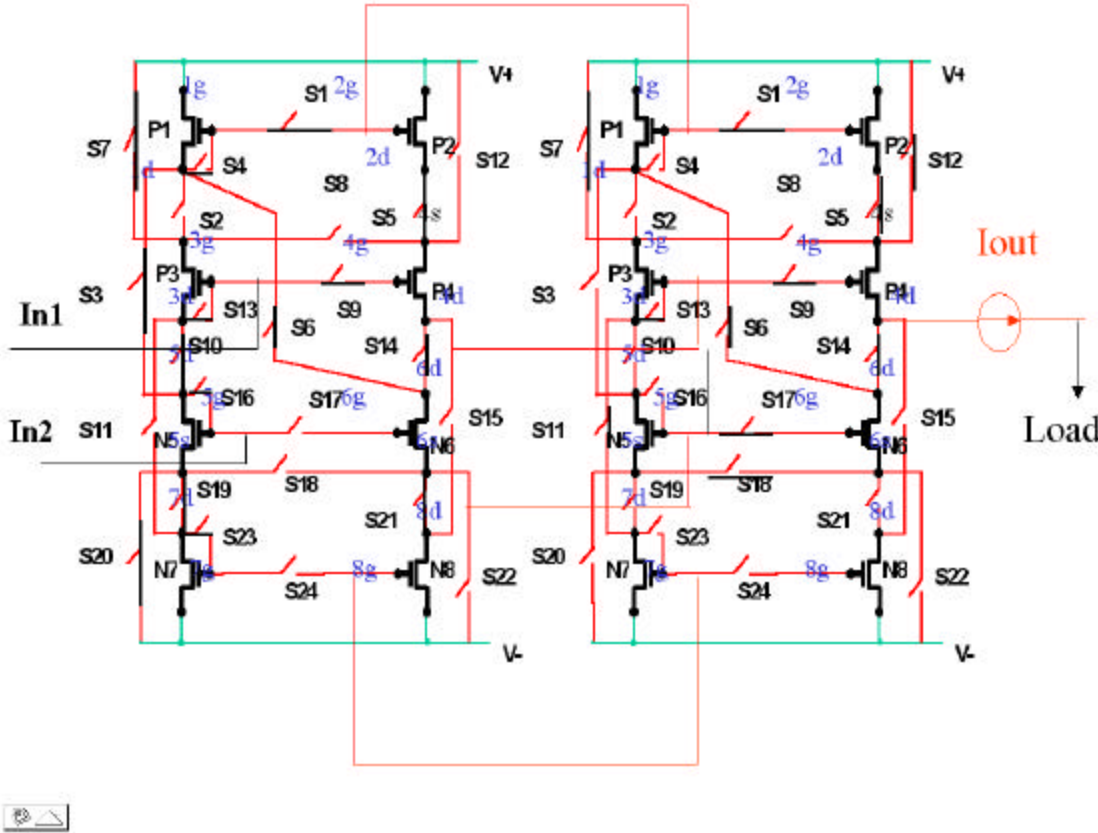 V+ V+
1g 2g 1g 2g
S1 S1
P1 P2 P1 P2
S7 S12 S7 S12
d 2d 1d 2d
S4 S4
S8 S8
S2 S5 4s S2 S5 4s
3g 4g 3g 4g
Iout
P3 P4 P3 P4
S3 3d 4d S3 3d 4d
In1 S13 S9 S13 S9
S6 S6
S10 S14 S10 S14
5d 6d 5d 6d
5g S16 S17 6g 5g S16 S17 6g
In2 S11 S15 S11 S15
Load
N5 N6 N5 N6
S18 S18
7d S19 8d 7d S19 8d
S21 S21
S23 S23
S20 N7 8g N8 S22 S20 N7 8g N8 S22
S24 S24
V- V-